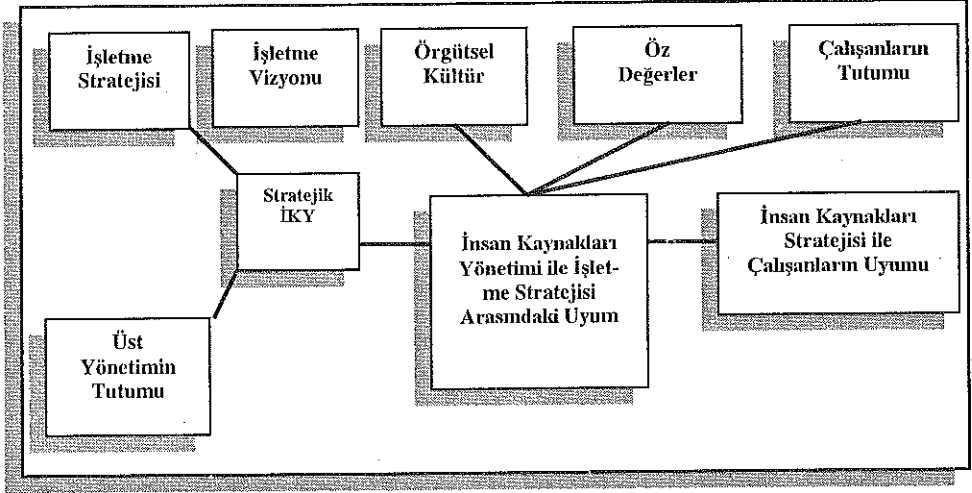 İşletme
Stratejisi
İşletme
Vizyonu
Örgütsel
Kültür
Öz
Değerler
Çalışanların
Tutumu
Stratejik
İKY
İnsan Kaynakları
Yönetimi ile İşlet-
me Stratejisi
Arasındaki Uyum
İnsan Kaynakları
Stratejisi ile
Çalışanların Uyumu
Üst
Yönetimin
Tutumu